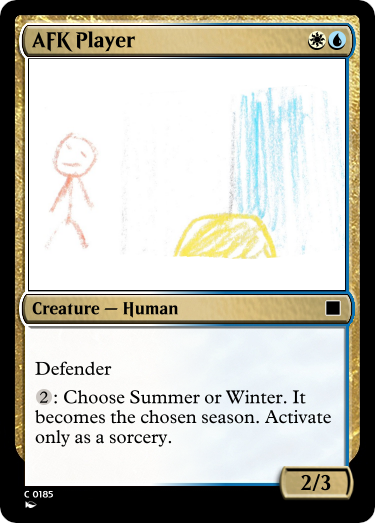 AFK Player
Creature — Human
Defender
2: Choose Summer or Winter. It
becomes the chosen season. Activate
only as a sorcery.
2/3
C 0185